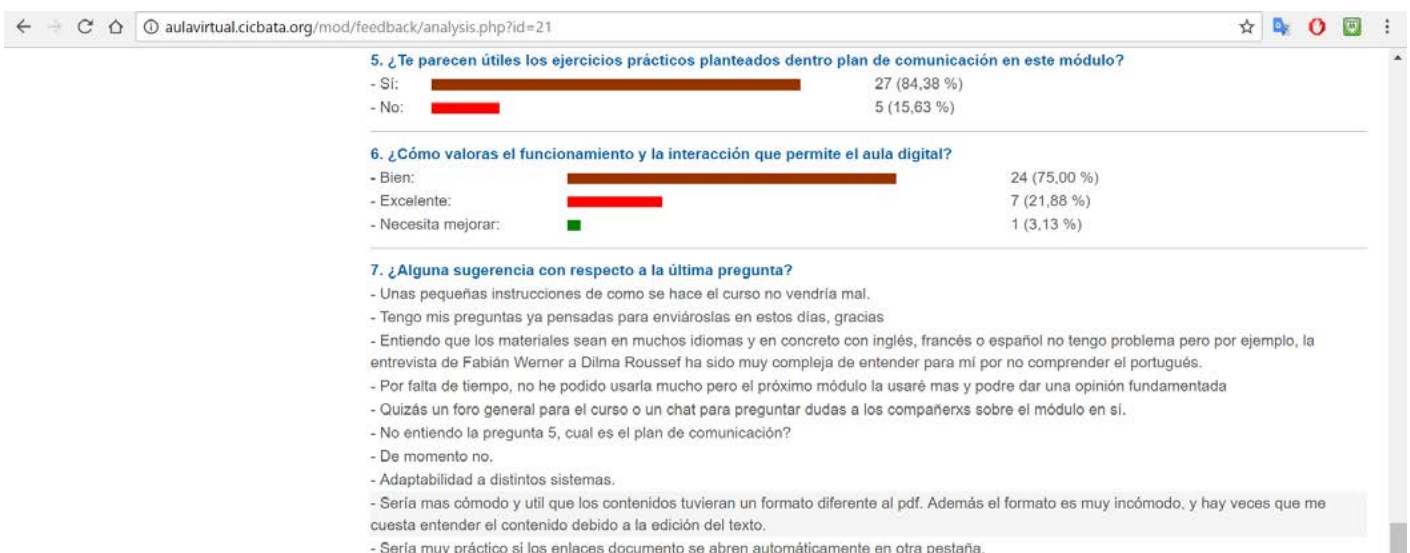 aulavirtual.cicbata.org/mod/feedback/analysis.php?id=21
5. ¿Te parecen útiles los ejercicios prácticos planteados dentro plan de comunicación en este módulo?
- Sí: 27 (84,38 %)
- No: 5 (15,63 %)
6. ¿Cómo valoras el funcionamiento y la interacción que permite el aula digital?
- Bien: 24 (75,00 %)
- Excelente: 7 (21,88 %)
- Necesita mejorar: 1 (3,13 %)
7. ¿Alguna sugerencia con respecto a la última pregunta?
- Unas pequeñas instrucciones de como se hace el curso no vendría mal.
- Tengo mis preguntas ya pensadas para enviároslas en estos días, gracias
- Entiendo que los materiales sean en muchos idiomas y en concreto con inglés, francés o español no tengo problema pero por ejemplo, la
entrevista de Fabián Werner a Dilma Roussef ha sido muy compleja de entender para mí por no comprender el portugués.
- Por falta de tiempo, no he podido usarla mucho pero el próximo módulo la usaré mas y podre dar una opinión fundamentada
- Quizás un foro general para el curso o un chat para preguntar dudas a los compañerxs sobre el módulo en sí.
- No entiendo la pregunta 5, cual es el plan de comunicación?
- De momento no.
- Adaptabilidad a distintos sistemas.
- Sería mas cómodo y util que los contenidos tuvieran un formato diferente al pdf. Además el formato es muy incómodo, y hay veces que me
cuesta entender el contenido debido a la edición del texto.
- Sería muy práctico si los enlaces documento se abren automáticamente en otra pestaña.